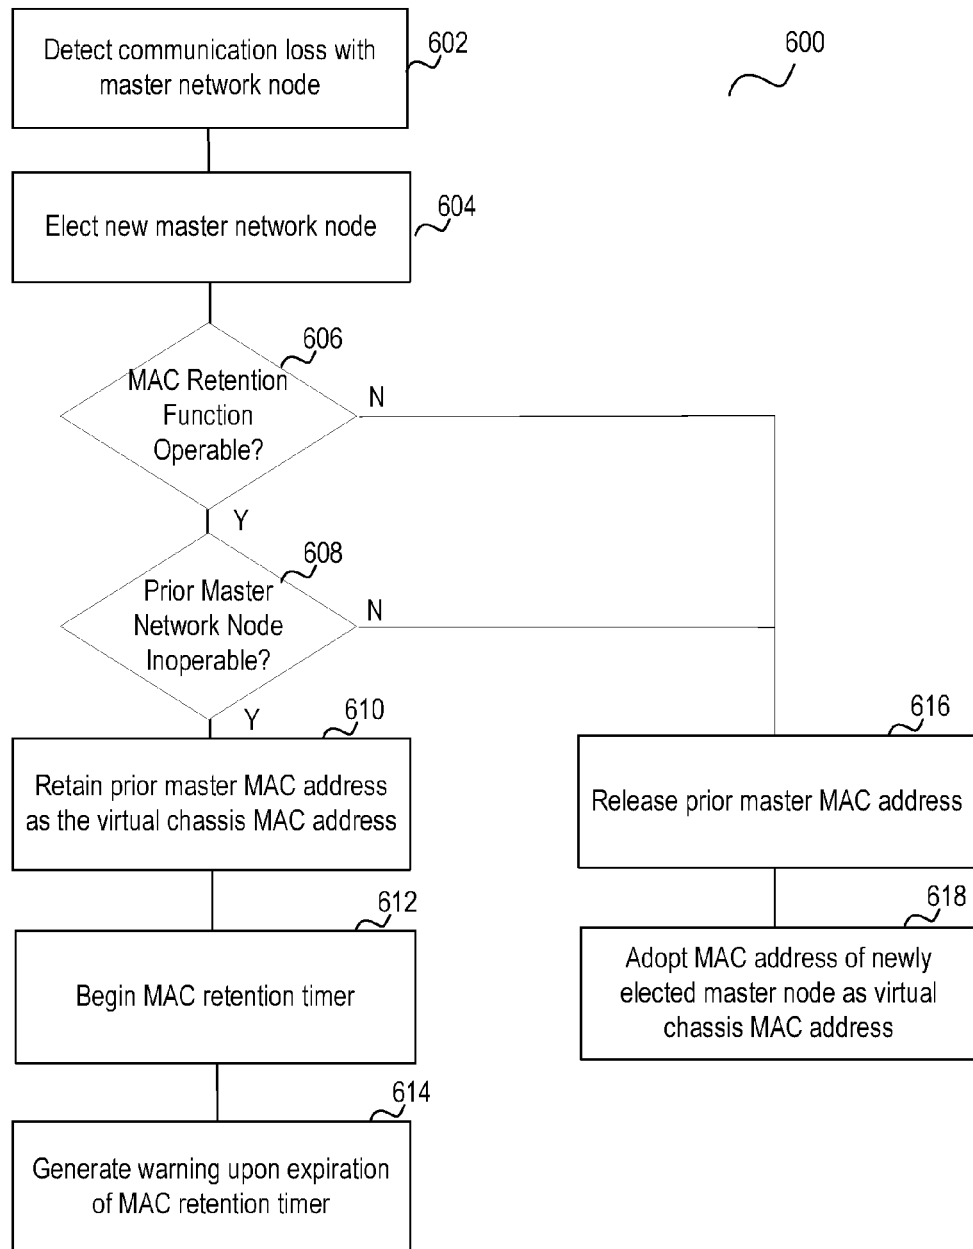 Detect communication loss with
master network node
602
600
Elect new master network node
604
606
MAC Retention
Function
Operable?
N
Y
608
Prior Master
Network Node
Inoperable?
N
Y
610
Retain prior master MAC address
as the virtual chassis MAC address
616
Release prior master MAC address
612
Begin MAC retention timer
618
Adopt MAC address of newly
elected master node as virtual
chassis MAC address
614
Generate warning upon expiration
of MAC retention timer